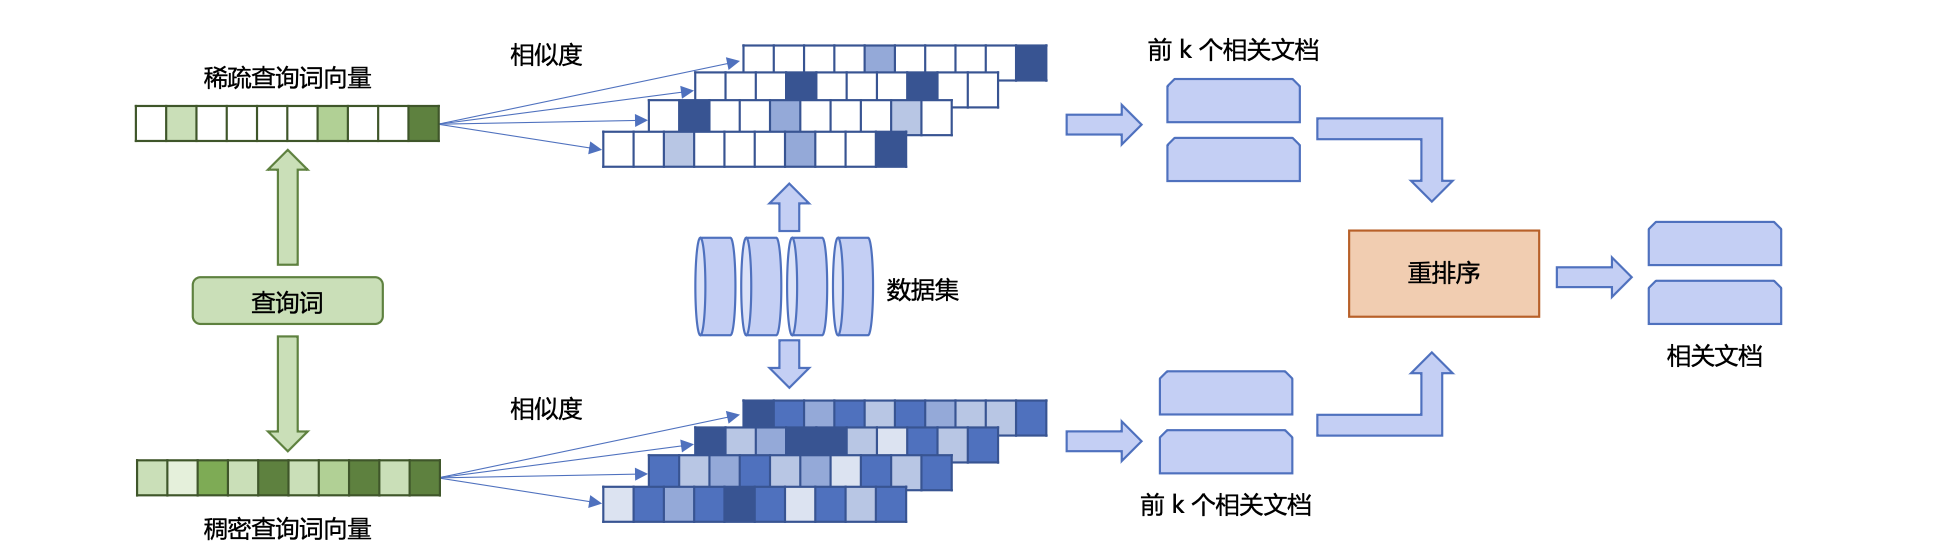 稀疏查询词向量
相似度
前 k 个相关文档
查询词
数据集
重排序
相关文档
相似度
稠密查询词向量
前 k 个相关文档